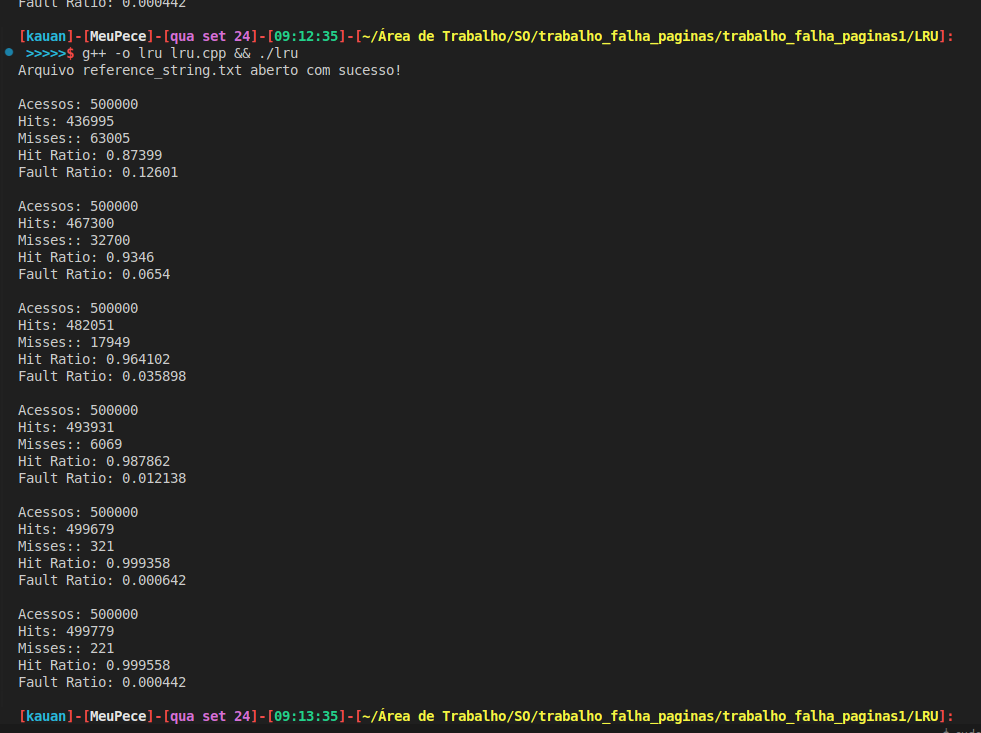 Fault Ratio: 0.000442
[kauan]-[MeuPece]-[qua set 24]-[09:12:35]-[~/Área de Trabalho/SO/trabalho_falha_paginas/trabalho_falha_paginas1/LRU]:
>>>>>$ g++ -o lru lru.cpp && ./lru
Arquivo reference_string.txt aberto com sucesso!
Acessos: 500000
Hits: 436995
Misses:: 63005
Hit Ratio: 0.87399
Fault Ratio: 0.12601
Acessos: 500000
Hits: 467300
Misses:: 32700
Hit Ratio: 0.9346
Fault Ratio: 0.0654
Acessos: 500000
Hits: 482051
Misses:: 17949
Hit Ratio: 0.964102
Fault Ratio: 0.035898
Acessos: 500000
Hits: 493931
Misses:: 6069
Hit Ratio: 0.987862
Fault Ratio: 0.012138
Acessos: 500000
Hits: 499679
Misses:: 321
Hit Ratio: 0.999358
Fault Ratio: 0.000642
Acessos: 500000
Hits: 499779
Misses:: 221
Hit Ratio: 0.999558
Fault Ratio: 0.000442
[kauan]-[MeuPece]-[qua set 24]-[09:13:35]-[~/Área de Trabalho/SO/trabalho_falha_paginas/trabalho_falha_paginas1/LRU]: